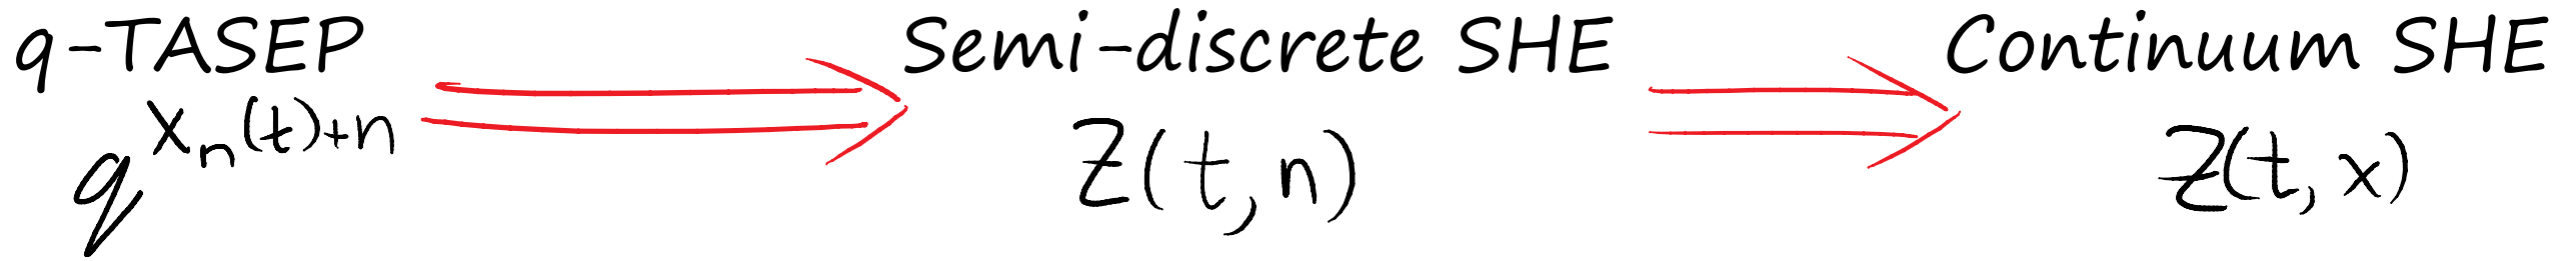 q-TASEP Semi-discrete SHE Continuum SHE
q^{x_n(t)+n} Z(t,n) Z(t,x)